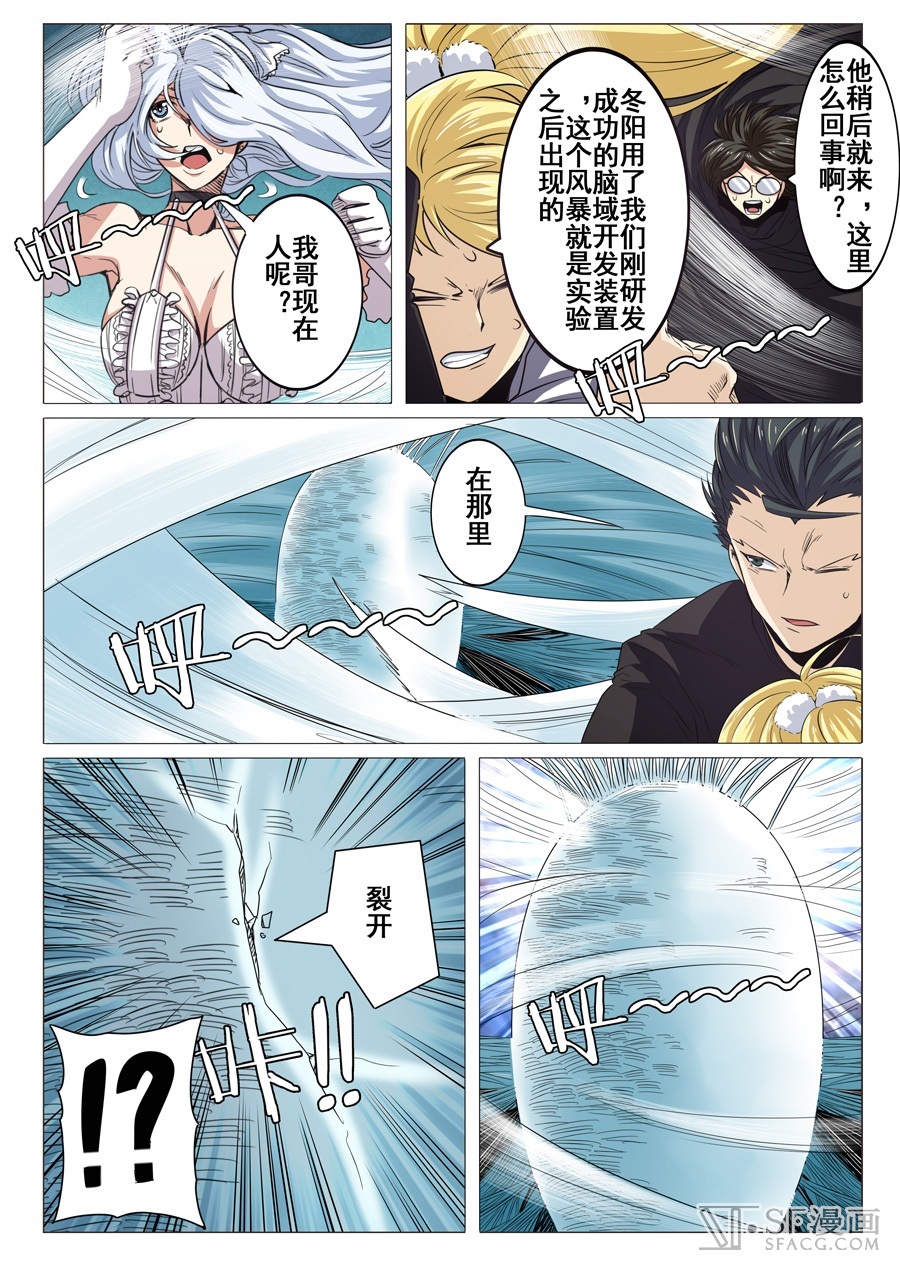 他稍后就来，这里
怎么回事啊？
冬阳用了我们刚研发
成功的脑域开发装置
，这个风暴就是实验
之后出现的
呼～～～～
我哥现在
人呢？
呼～～～～
在那里
呼～～～～
呼～～～～
裂开
咔!!
!?
SF漫画
SFACG.COM